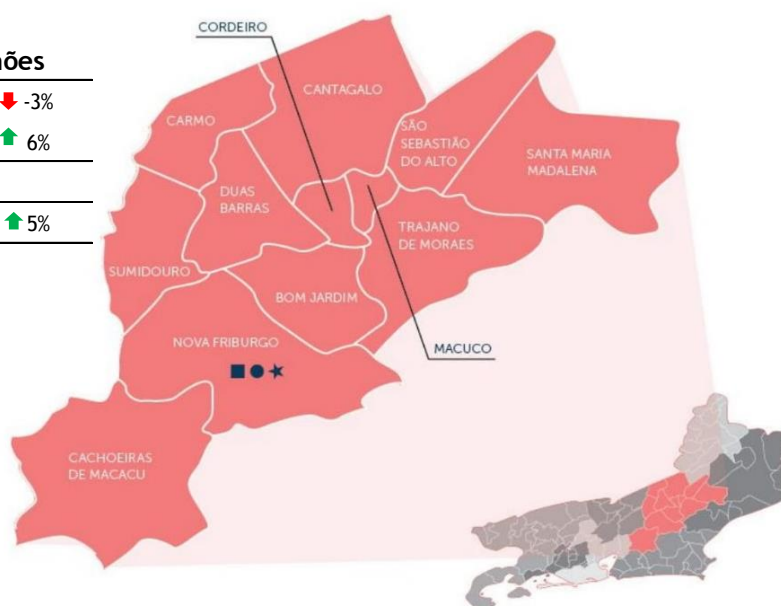 CORDEIRO
-3%
6%
5%
CANTAGALO
CARMO
SÃO
SEBASTIÃO
DO ALTO
SANTA MARIA
MADALENA
DUAS
BARRAS
TRAJANO
DE MORAES
SUMIDOURO
BOM JARDIM
NOVA FRIBURGO
MACUCO
CACHOEIRAS
DE MACACU